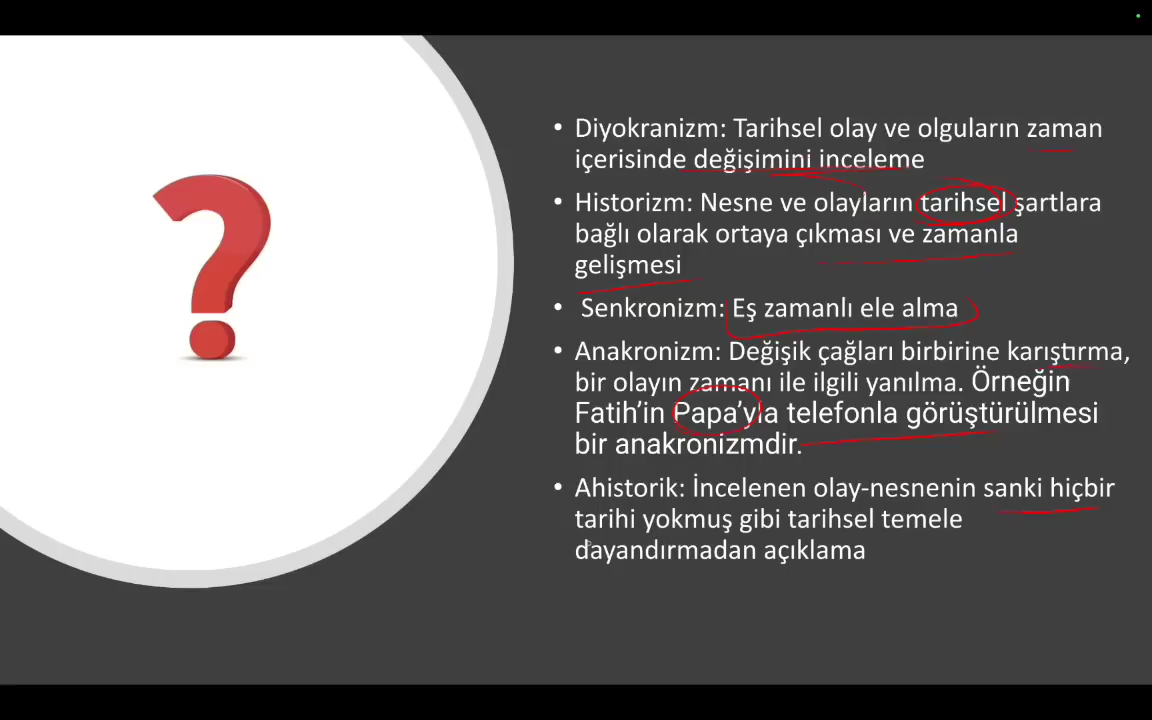 • Diyokranizm: Tarihsel olay ve olguların zaman
içerisinde değişimini inceleme
• Historizm: Nesne ve olayların tarihsel şartlara
bağlı olarak ortaya çıkması ve zamanla
gelişmesi
• Senkronizm: Eş zamanlı ele alma
• Anakronizm: Değişik çağları birbirine karıştırma,
bir olayın zamanı ile ilgili yanılma. Örneğin
Fatih’in Papa’yla telefonla görüştürülmesi
bir anakronizmdir.
• Ahistorik: İncelenen olay-nesnenin sanki hiçbir
tarihi yokmuş gibi tarihsel temele
dayandırmadan açıklama